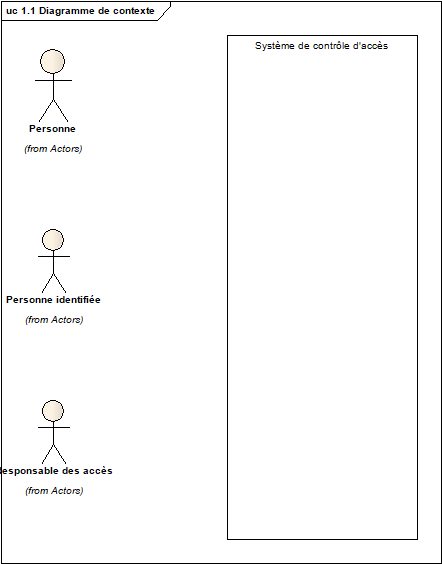 uc 1.1 Diagramme de contexte
Système de contrôle d'accès
Personne
(from Actors)
Personne identifiée
(from Actors)
esponsable des accès
(from Actors)